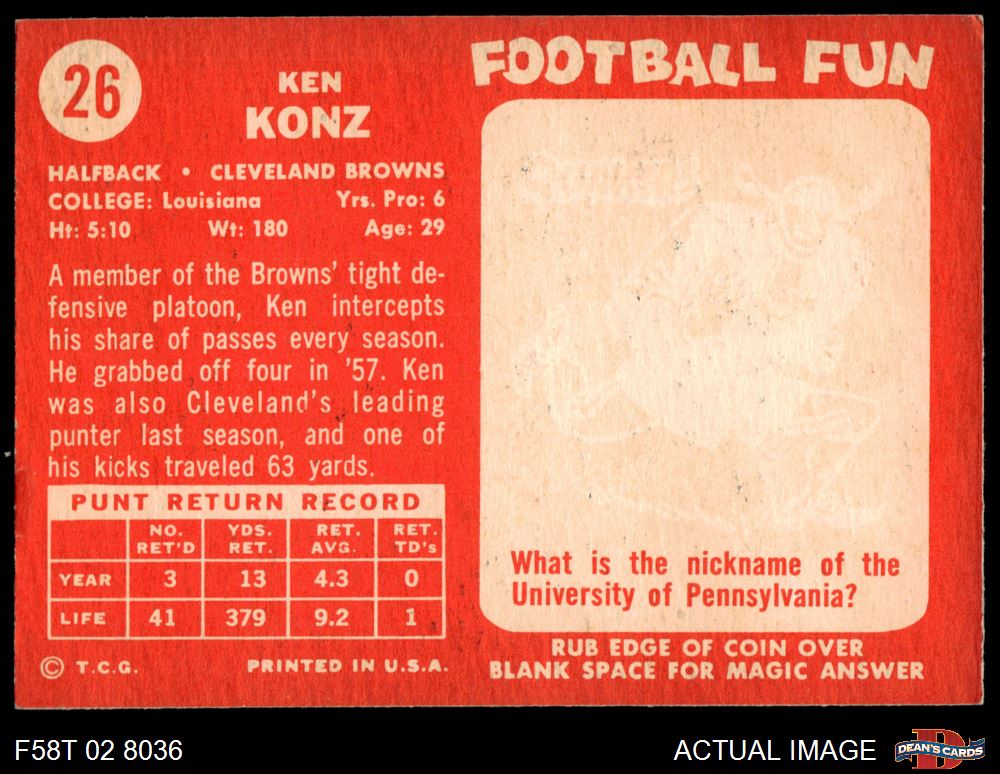 26
KEN
KONZ
HALFBACK • CLEVELAND BROWNS
COLLEGE: Louisiana Yrs. Pro: 6
Ht: 5:10 Wt: 180 Age: 29
A member of the Browns' tight de-
fensive platoon, Ken intercepts
his share of passes every season.
He grabbed off four in '57. Ken
was also Cleveland's leading
punter last season, and one of
his kicks traveled 63 yards.
PUNT RETURN RECORD
NO. RET'D YDS. RET. RET. AVG. RET. TD's
YEAR 3 13 4.3 0
LIFE 41 379 9.2 1
© T.C.G. PRINTED IN U.S.A.
FOOTBALL FUN
What is the nickname of the
University of Pennsylvania?
RUB EDGE OF COIN OVER
BLANK SPACE FOR MAGIC ANSWER
F58T 02 8036
ACTUAL IMAGE
DEAN'S CARDS